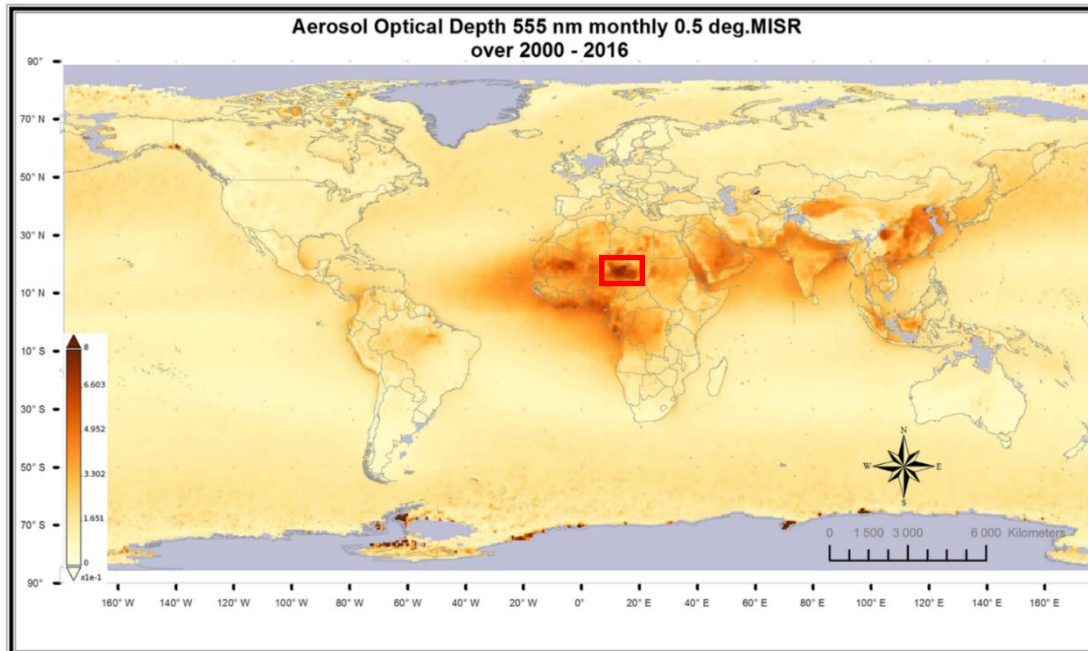 Aerosol Optical Depth 555 nm monthly 0.5 deg.MISR
over 2000 - 2016
90°
70° N
50° N
30° N
10° N
10° S
30° S
50° S
70° S
90°
8
6.603
4.952
3.302
1.651
0
x1e-1
N
W E
S
0 1 500 3 000 6 000 Kilometers
160° W 140° W 120° W 100° W 80° W 60° W 40° W 20° W 0° 20° E 40° E 60° E 80° E 100° E 120° E 140° E 160° E